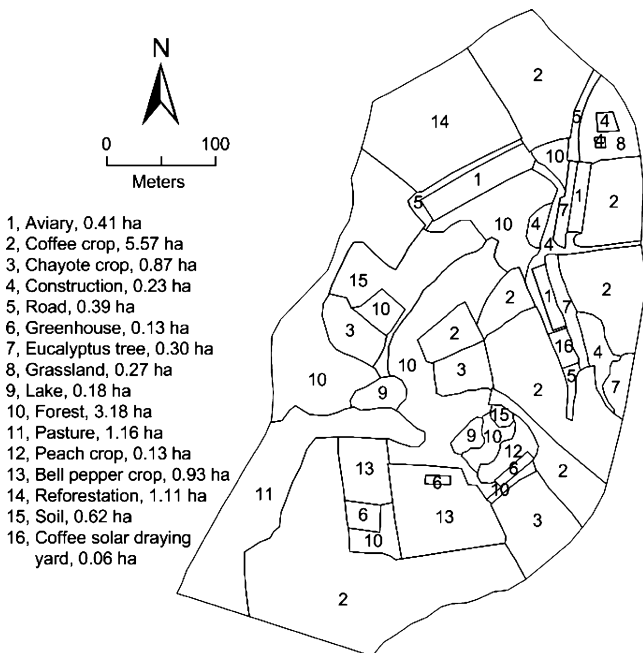 N
0 100
Meters
1, Aviary, 0.41 ha
2, Coffee crop, 5.57 ha
3, Chayote crop, 0.87 ha
4, Construction, 0.23 ha
5, Road, 0.39 ha
6, Greenhouse, 0.13 ha
7, Eucalyptus tree, 0.30 ha
8, Grassland, 0.27 ha
9, Lake, 0.18 ha
10, Forest, 3.18 ha
11, Pasture, 1.16 ha
12, Peach crop, 0.13 ha
13, Bell pepper crop, 0.93 ha
14, Reforestation, 1.11 ha
15, Soil, 0.62 ha
16, Coffee solar draying
yard, 0.06 ha
2
14
5
4
4
8
10
1
5
1
7
2
10
4
4
15
10
2
1
7
2
3
2
16
4
10
10
3
5
7
9
2
15
9
10
12
13
6
2
11
6
10
6
13
3
10
2